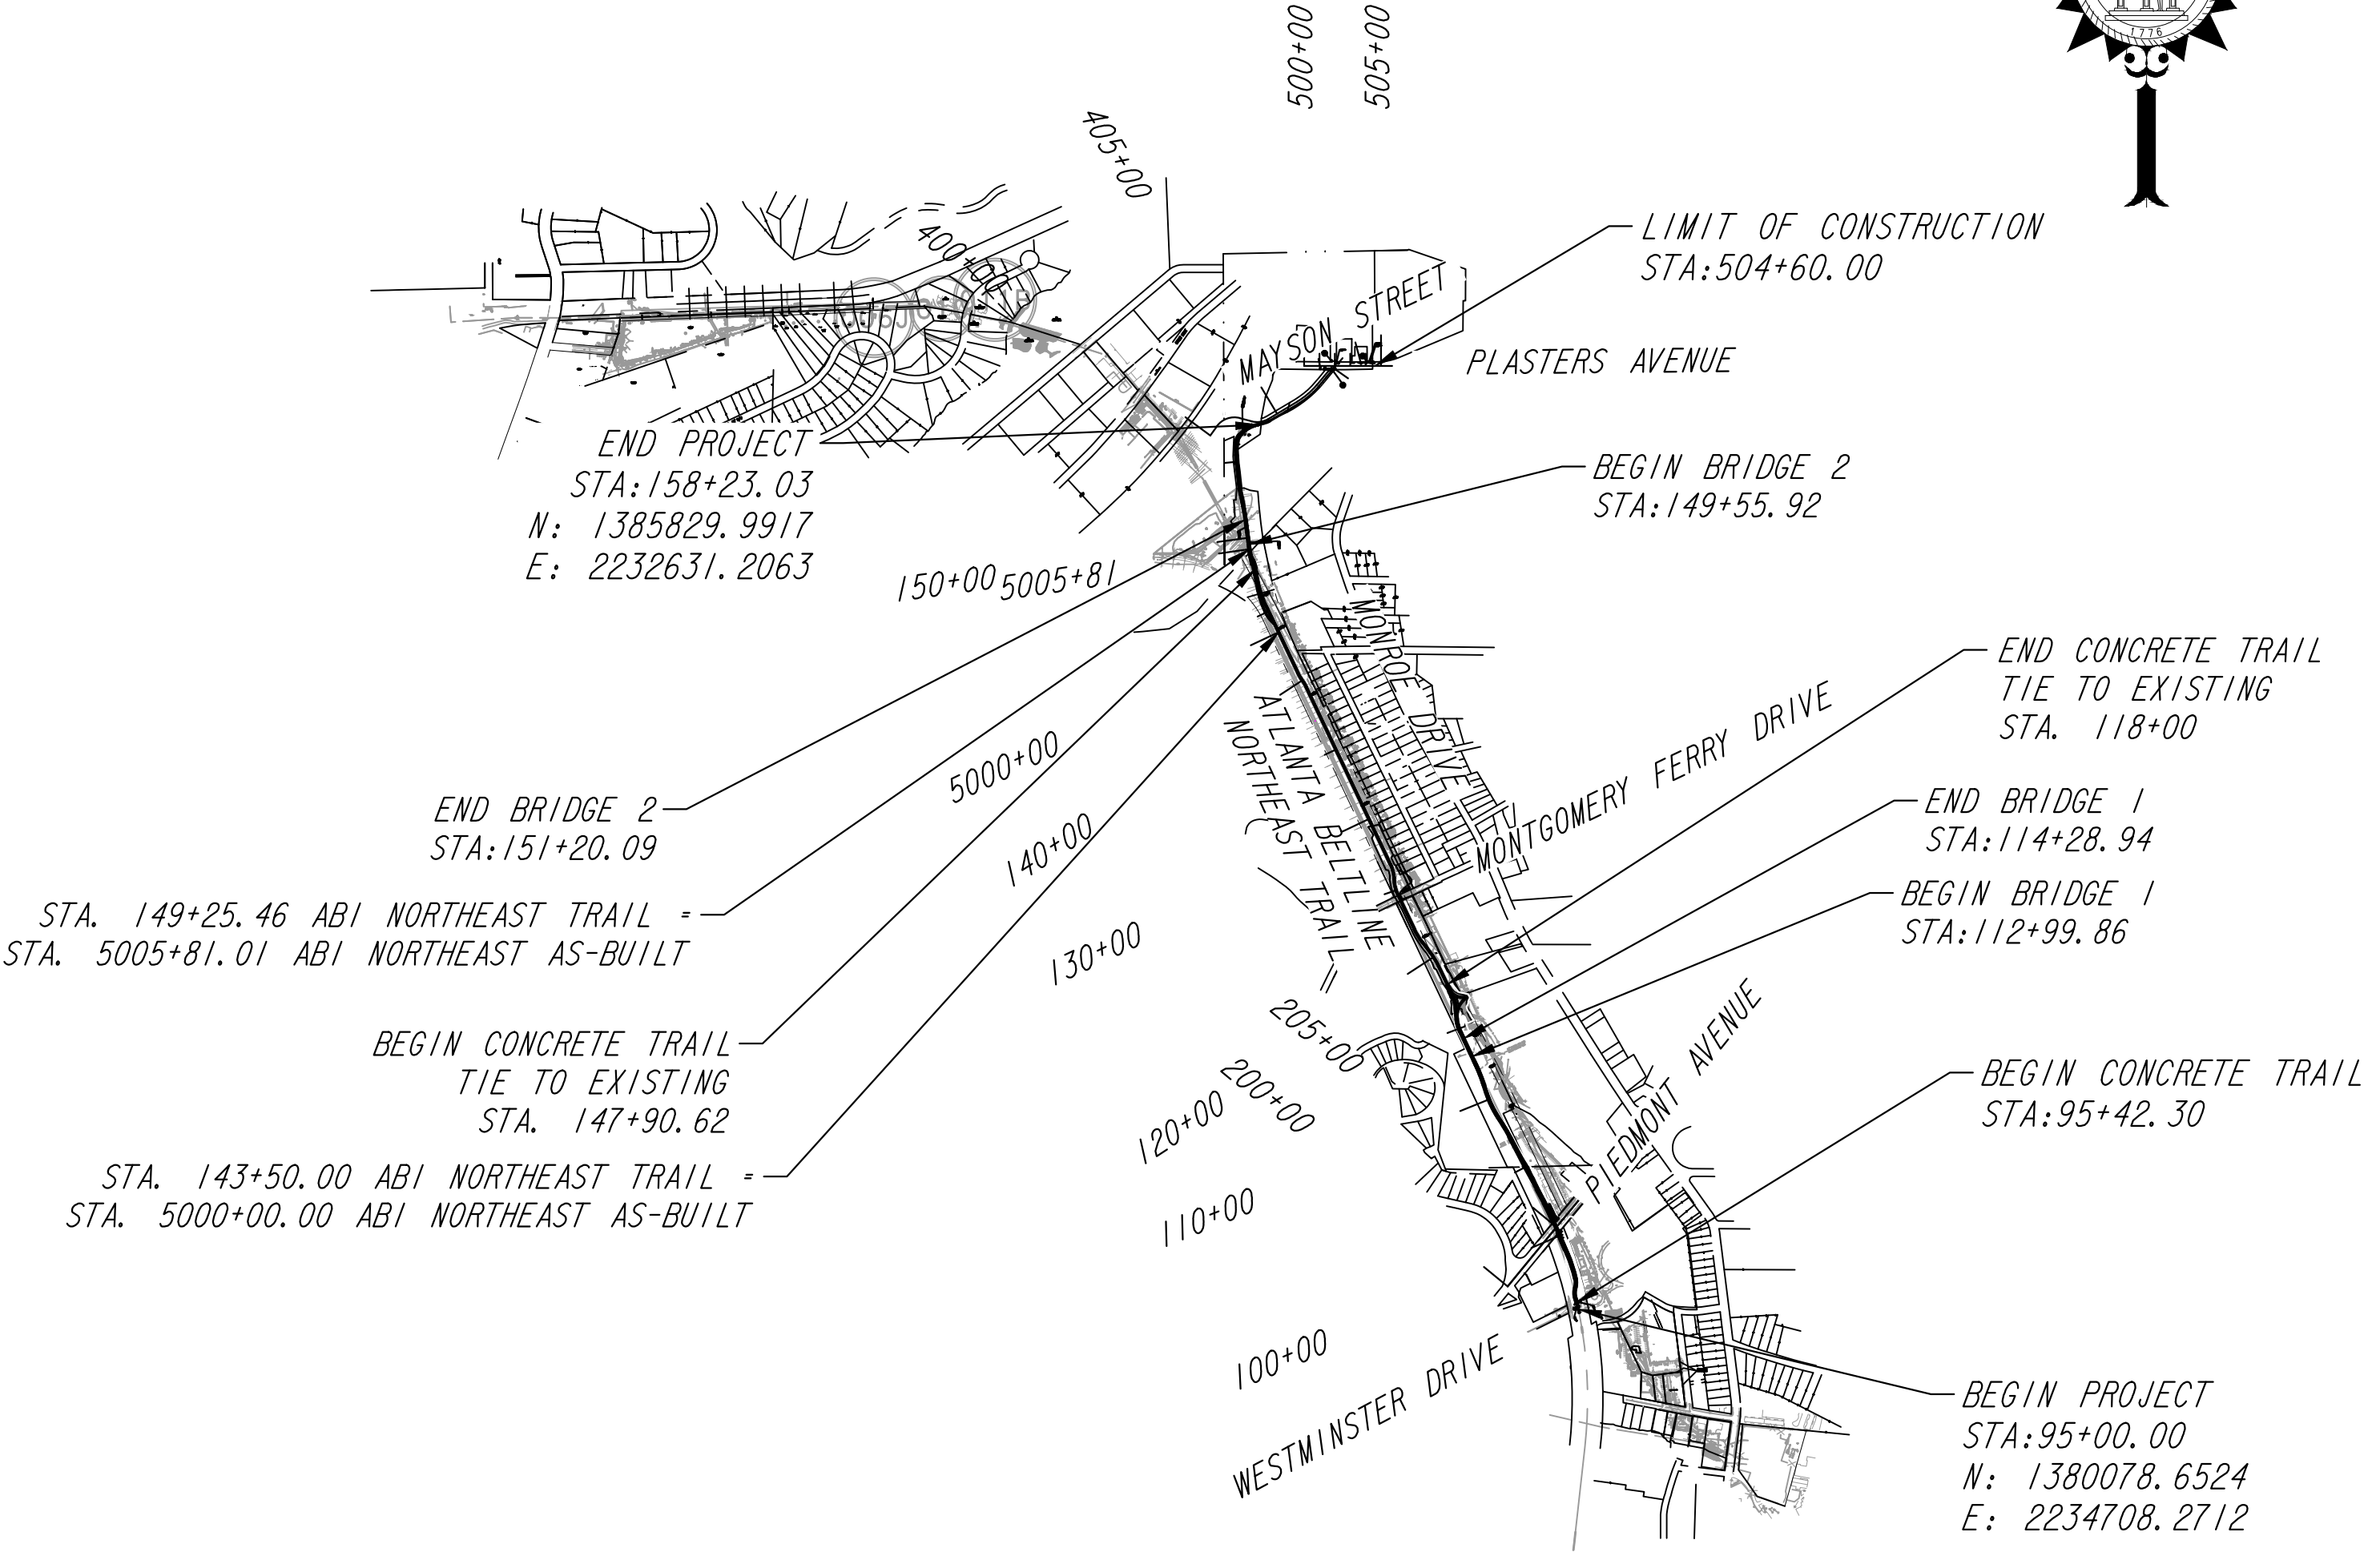 1776
500+00
505+00
405+00
400+00
LIMIT OF CONSTRUCTION
STA:504+60.00
MAYSON STREET
PLASTERS AVENUE
END PROJECT
STA:158+23.03
N: 1385829.9917
E: 2232631.2063
BEGIN BRIDGE 2
STA:149+55.92
150+00
5005+81
MONROE DRIVE
END CONCRETE TRAIL
TIE TO EXISTING
STA. 118+00
ATLANTA BELTLINE
NORTHEAST TRAIL
MONTGOMERY FERRY DRIVE
5000+00
END BRIDGE 2
STA:151+20.09
END BRIDGE 1
STA:114+28.94
140+00
STA. 149+25.46 ABI NORTHEAST TRAIL =
STA. 5005+81.01 ABI NORTHEAST AS-BUILT
BEGIN BRIDGE 1
STA:112+99.86
130+00
205+00
200+00
BEGIN CONCRETE TRAIL
TIE TO EXISTING
STA. 147+90.62
PIEDMONT AVENUE
BEGIN CONCRETE TRAIL
STA:95+42.30
120+00
STA. 143+50.00 ABI NORTHEAST TRAIL =
STA. 5000+00.00 ABI NORTHEAST AS-BUILT
110+00
100+00
WESTMINSTER DRIVE
BEGIN PROJECT
STA:95+00.00
N: 1380078.6524
E: 2234708.2712